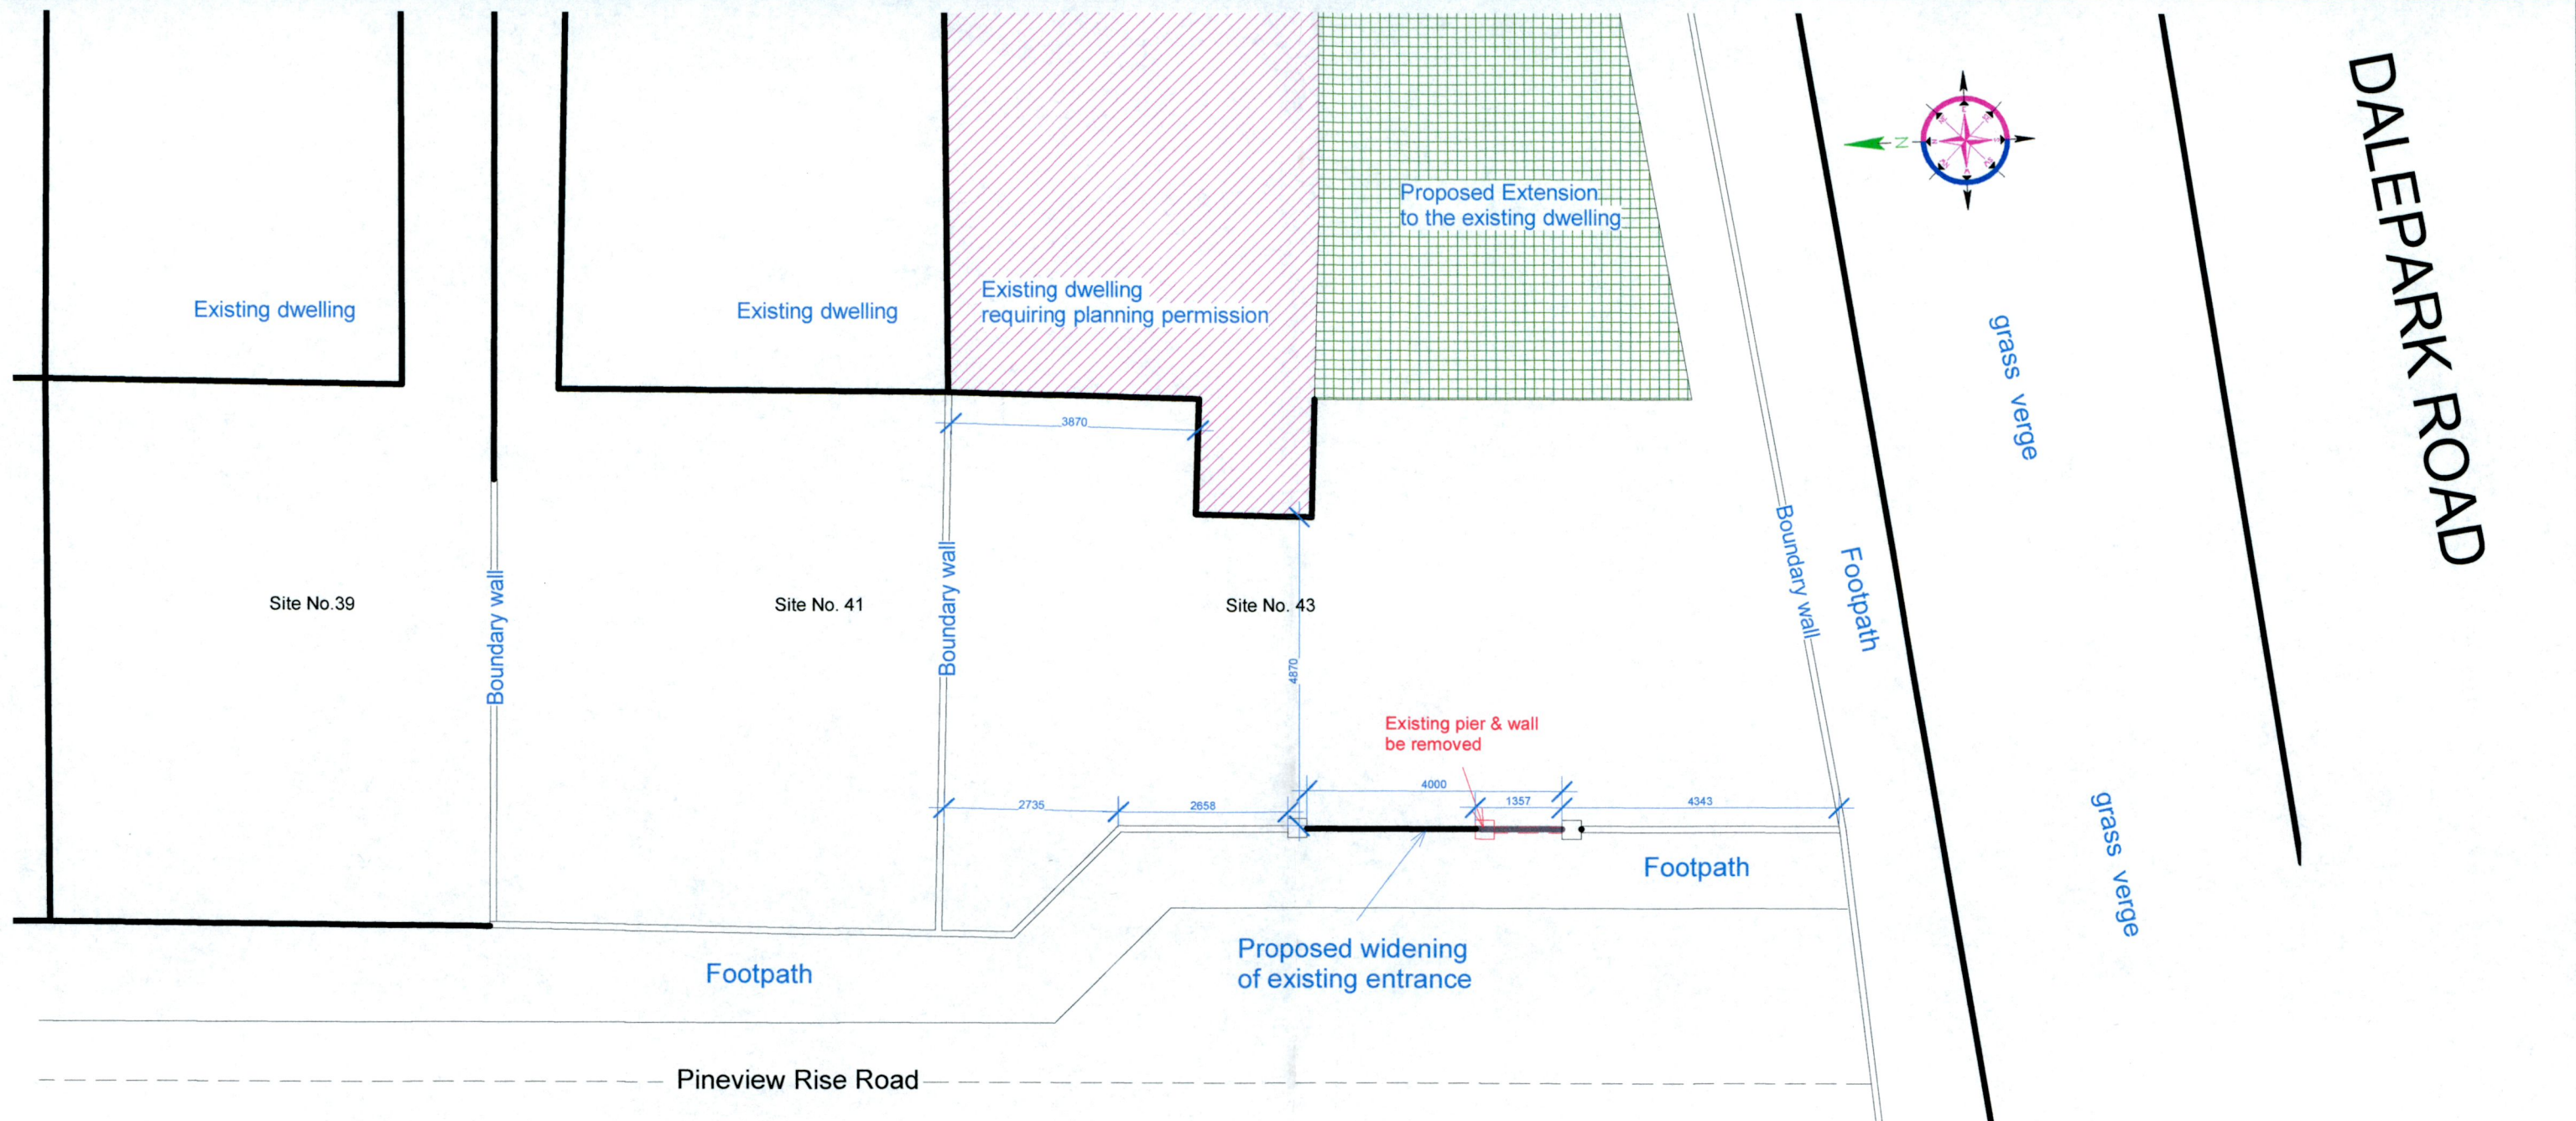 DALEPARK ROAD
N
Proposed Extension
to the existing dwelling
Existing dwelling
Existing dwelling
Existing dwelling
requiring planning permission
grass verge
3870
Boundary wall
Footpath
Boundary wall
Boundary wall
Site No.39
Site No. 41
Site No. 43
4870
Existing pier & wall
be removed
4000
2735
2658
1357
4343
grass verge
Footpath
Proposed widening
of existing entrance
Footpath
Pineview Rise Road